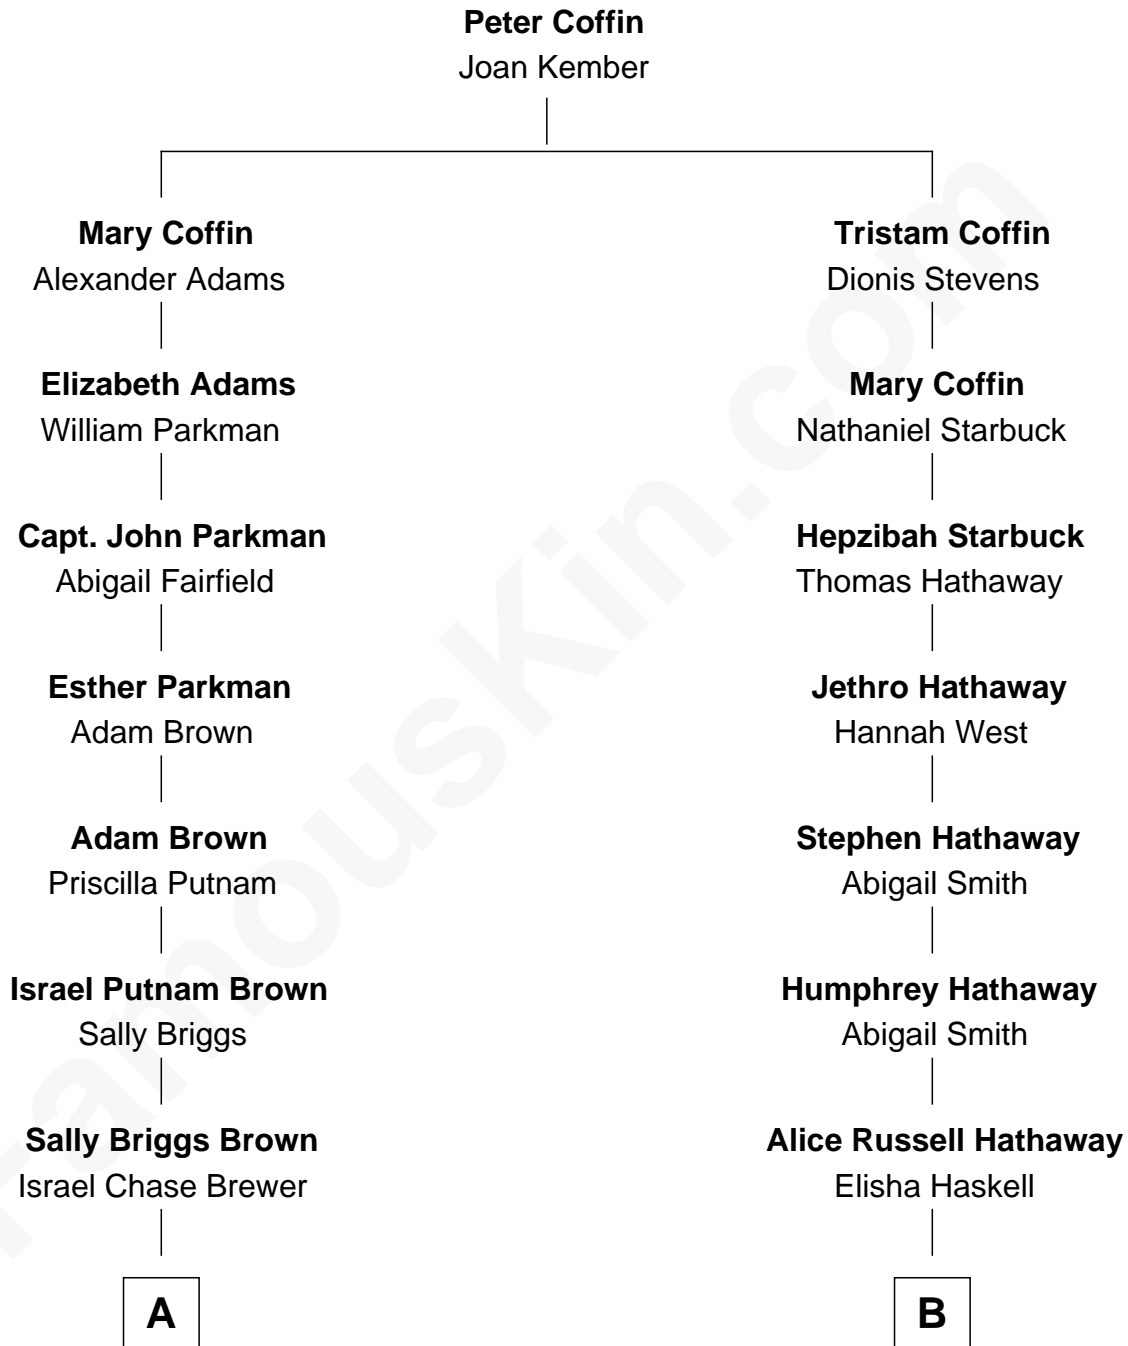 Peter Coffin
Joan Kember
Mary Coffin
Alexander Adams
Tristam Coffin
Dionis Stevens
Elizabeth Adams
William Parkman
Mary Coffin
Nathaniel Starbuck
Capt. John Parkman
Abigail Fairfield
Hepzibah Starbuck
Thomas Hathaway
Esther Parkman
Adam Brown
Jethro Hathaway
Hannah West
Adam Brown
Priscilla Putnam
Stephen Hathaway
Abigail Smith
Israel Putnam Brown
Sally Briggs
Humphrey Hathaway
Abigail Smith
Sally Briggs Brown
Israel Chase Brewer
Alice Russell Hathaway
Elisha Haskell
A
B
FamousKin.com